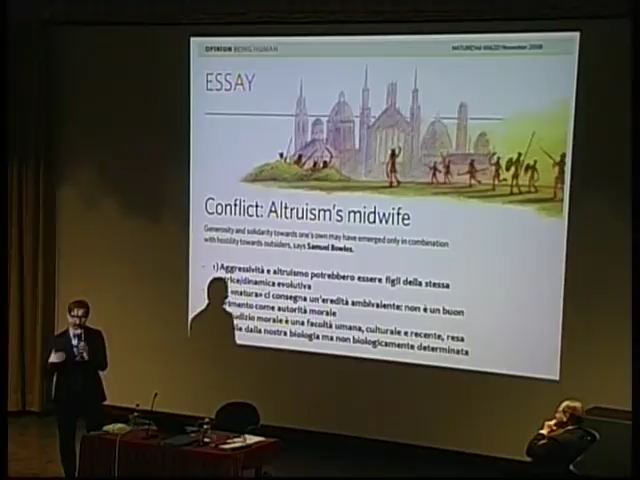 OPINION BEING HUMAN
ESSAY
Conflict: Altruism's midwife
Generosity and solidarity towards one's own may have emerged only in combination
with hostility towards outsiders, says Samuel Bowles.
1) Aggressività e altruismo potrebbero essere figli della stessa
dinamica evolutiva
ci consegna un'eredità ambivalente: non è un buon
come autorità morale
morale è una facoltà umana, culturale e recente, resa
dalla nostra biologia ma non biologicamente determinata